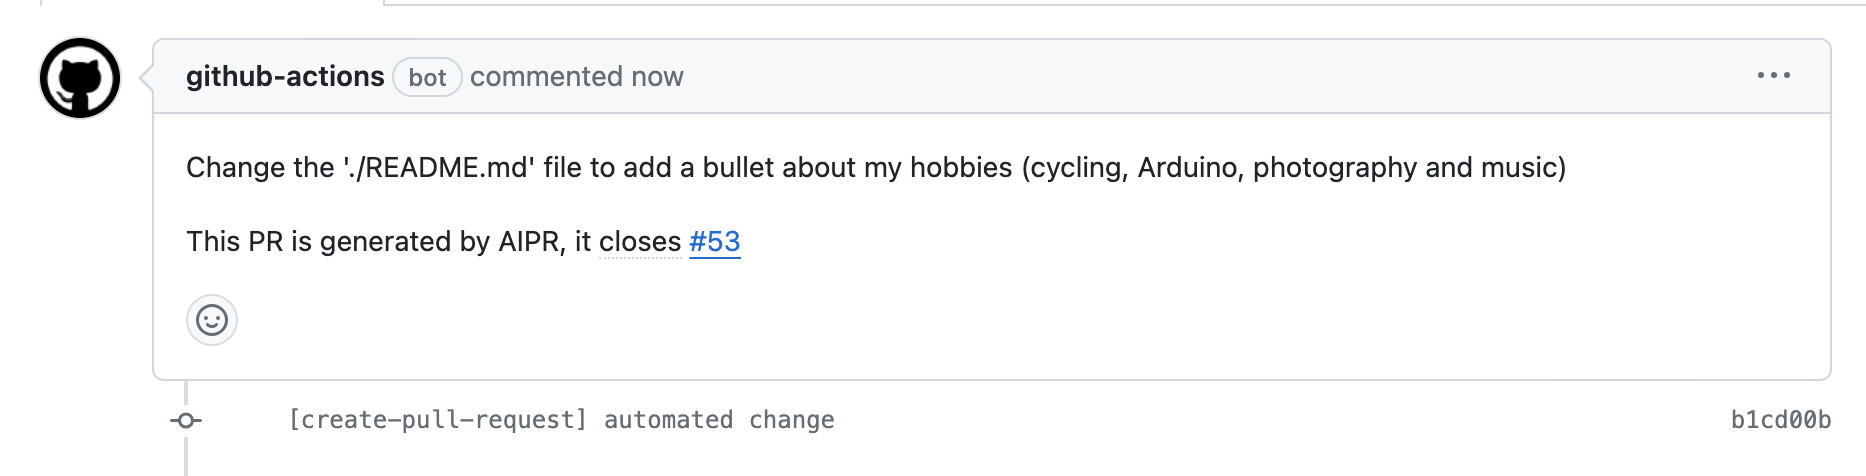 github-actions bot commented now
Change the './README.md' file to add a bullet about my hobbies (cycling, Arduino, photography and music)
This PR is generated by AIPR, it closes #53
[create-pull-request] automated change b1cd00b